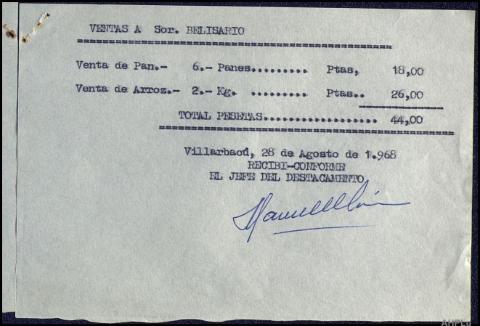 VENTAS A Sor. BELISARIO
=============================================
Venta de Pan.- 6.- Panes.......... Ptas, 18,00
Venta de Arroz.- 2.- Kg. .......... Ptas.. 26,00
TOTAL PESETAS................... 44,00
=============================================
Villarbacú, 28 de Agosto de 1.968
RECIBI-CONFORME
EL JEFE DEL DESTACAMENTO